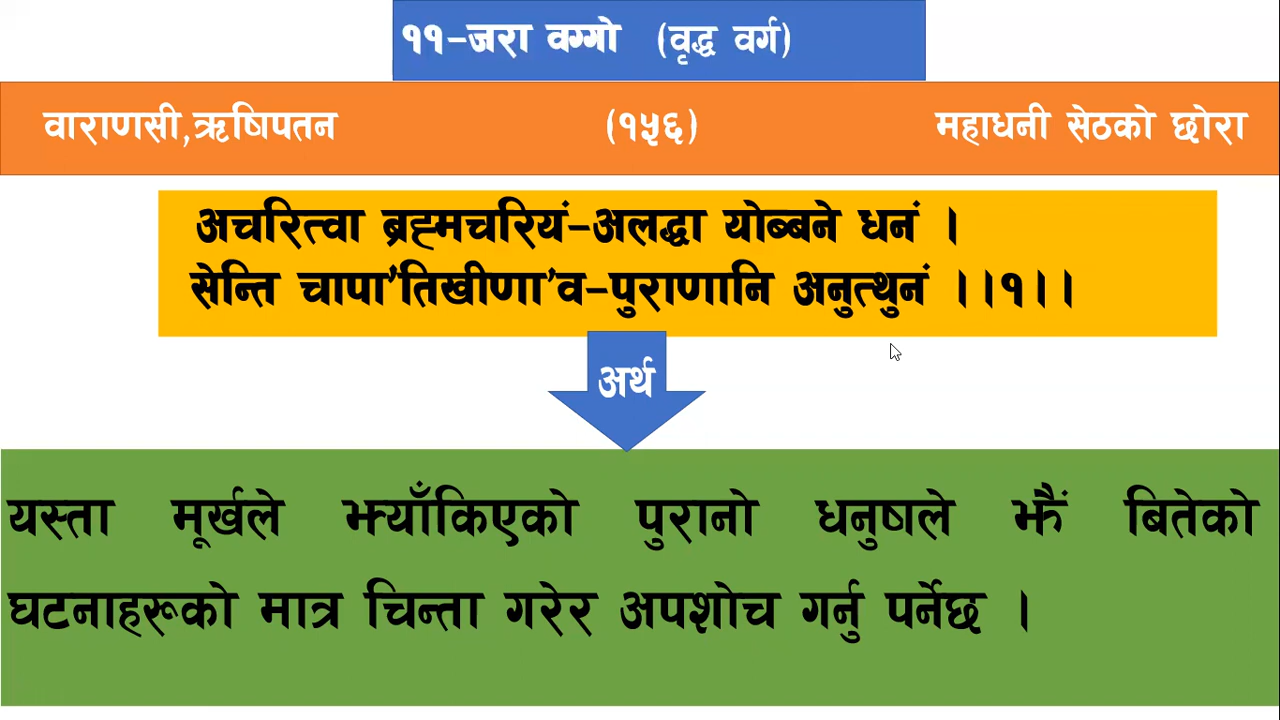 ११-जरा वग्गो (वृद्ध वर्ग)
वाराणसी,ऋषिपतन (१५६) महाधनी सेठको छोरा
अचरित्वा ब्रह्मचरियं-अलद्धा योब्बने धनं ।
सेन्ति चापा'तिखीणा'व-पुराणानि अनुत्थुनं ।।१।।
अर्थ
यस्ता मूर्खले झ्याँकिएको पुरानो धनुषले झैं बितेको
घटनाहरूको मात्र चिन्ता गरेर अपशोच गर्नु पर्नेछ ।